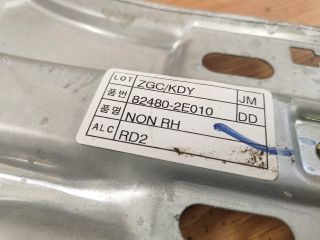 LOT ZGC/KDY JM
품번 82480-2E010 DD
품명 NON RH
ALC RD2